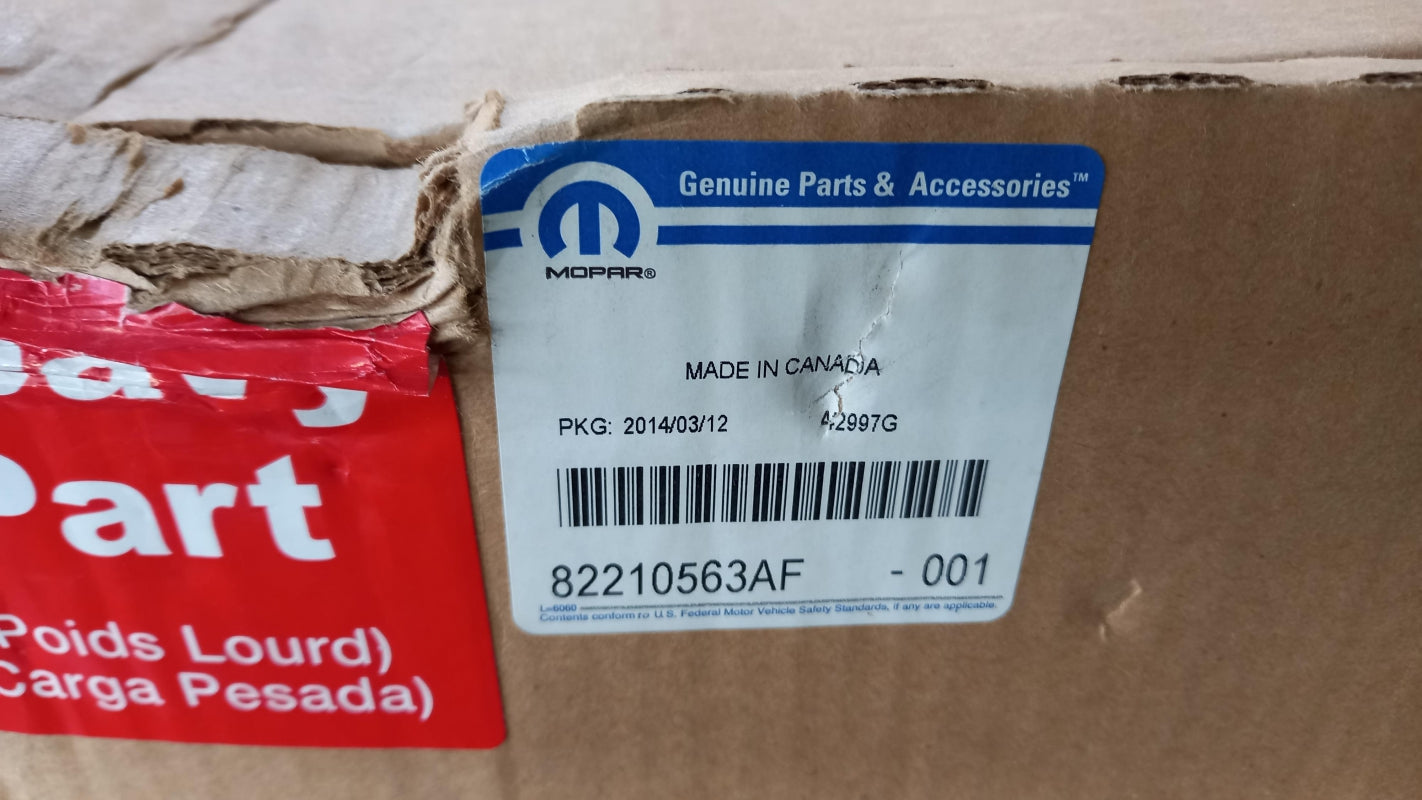 Genuine Parts & Accessories™
MOPAR®
MADE IN CANADA
PKG: 2014/03/12 42997G
82210563AF - 001
L-6060
Contents conform to U.S. Federal Motor Vehicle Safety Standards, if any are applicable.
Part
Poids Lourd)
Carga Pesada)